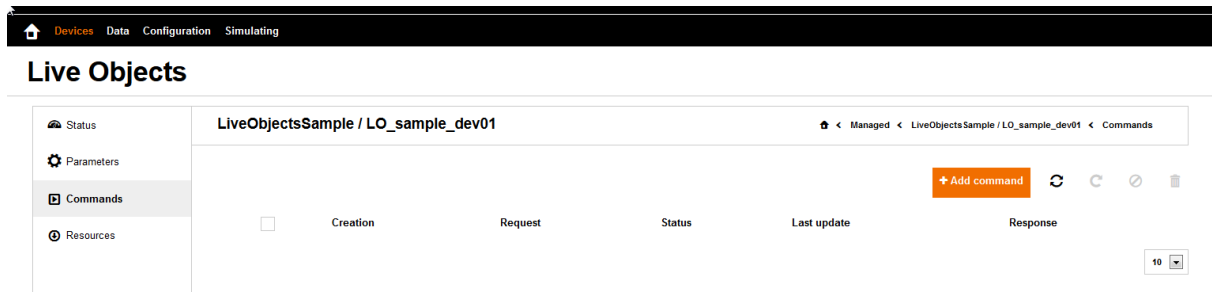 Devices Data Configuration Simulating
Live Objects
Status
Parameters
Commands
Resources
LiveObjectsSample / LO_sample_dev01
Managed < LiveObjectsSample / LO_sample_dev01 < Commands
+ Add command
Creation Request Status Last update Response
10